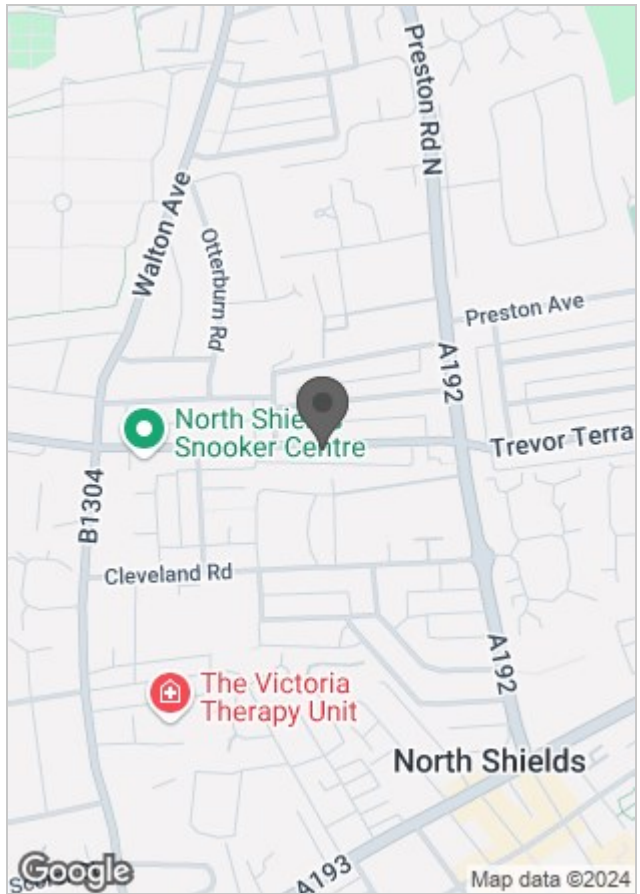 Preston Rd N
Walton Ave
Otterburn Rd
Preston Ave
A192
North Shields
Snooker Centre
Trevor Terra
B1304
Cleveland Rd
A192
The Victoria
Therapy Unit
North Shields
A193
Google
Map data ©2024